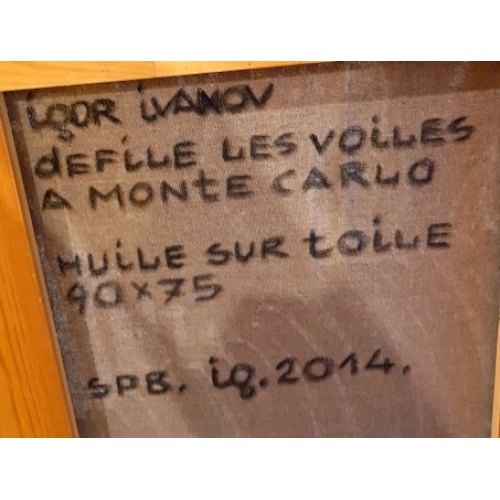 iGOR iVANOV
dEFiLE LES VOiLES
A MONtE CARLO
HUiLE SUR tOiLE
90x75
SPB. ig. 2014.